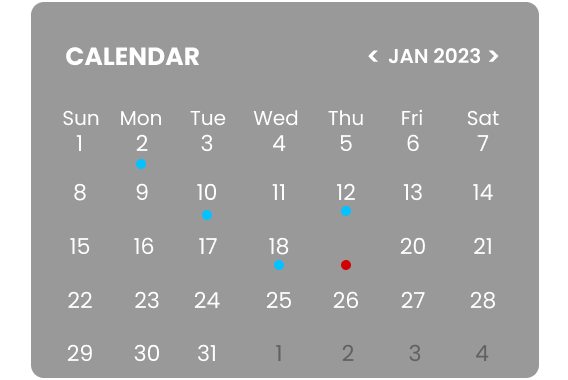 CALENDAR < JAN 2023 >
Sun Mon Tue Wed Thu Fri Sat
1 2 3 4 5 6 7
8 9 10 11 12 13 14
15 16 17 18 20 21
22 23 24 25 26 27 28
29 30 31 1 2 3 4